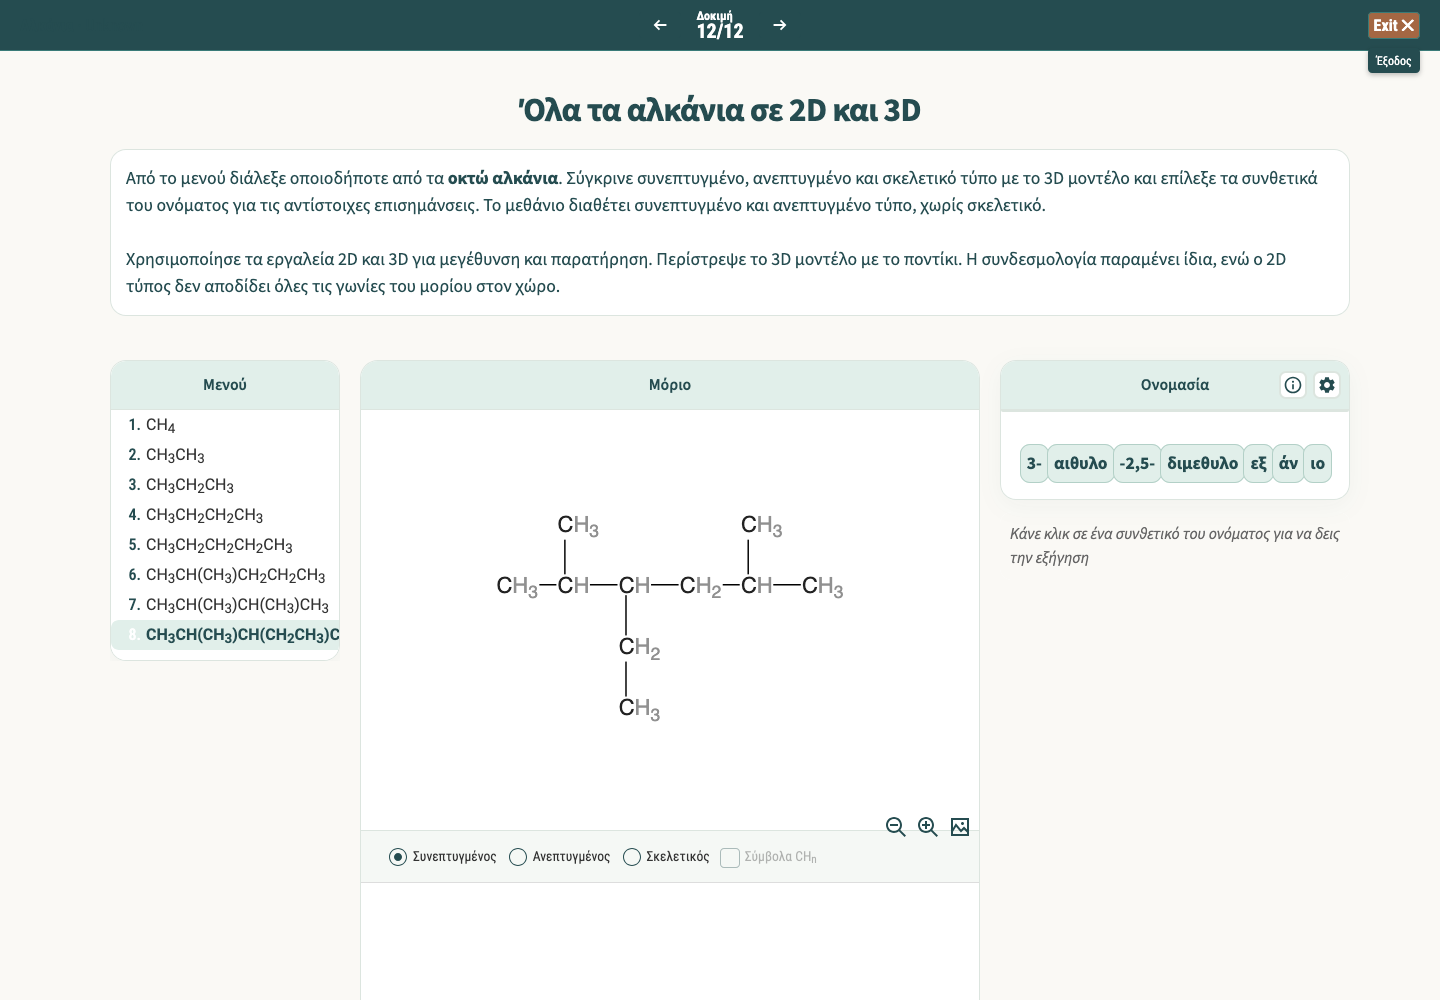 Δοκιμή
12/12
Exit
Έξοδος
Όλα τα αλκάνια σε 2D και 3D
Από το μενού διάλεξε οποιοδήποτε από τα οκτώ αλκάνια. Σύγκρινε συνεπτυγμένο, ανεπτυγμένο και σκελετικό τύπο με το 3D μοντέλο και επίλεξε τα συνθετικά
του ονόματος για τις αντίστοιχες επισημάνσεις. Το μεθάνιο διαθέτει συνεπτυγμένο και ανεπτυγμένο τύπο, χωρίς σκελετικό.
Χρησιμοποίησε τα εργαλεία 2D και 3D για μεγέθυνση και παρατήρηση. Περίστρεψε το 3D μοντέλο με το ποντίκι. Η συνδεσμολογία παραμένει ίδια, ενώ ο 2D
τύπος δεν αποδίδει όλες τις γωνίες του μορίου στον χώρο.
Μενού
1. CH4
2. CH3CH3
3. CH3CH2CH3
4. CH3CH2CH2CH3
5. CH3CH2CH2CH2CH3
6. CH3CH(CH3)CH2CH2CH3
7. CH3CH(CH3)CH(CH3)CH3
8. CH3CH(CH3)CH(CH2CH3)C
Μόριο
CH3 CH3
CH3 CH CH CH2 CH CH3
CH2
CH3
Συνεπτυγμένος Ανεπτυγμένος Σκελετικός Σύμβολα CHn
Ονομασία
3- αιθυλο -2,5- διμεθυλο εξ άν ιο
Κάνε κλικ σε ένα συνθετικό του ονόματος για να δεις
την εξήγηση